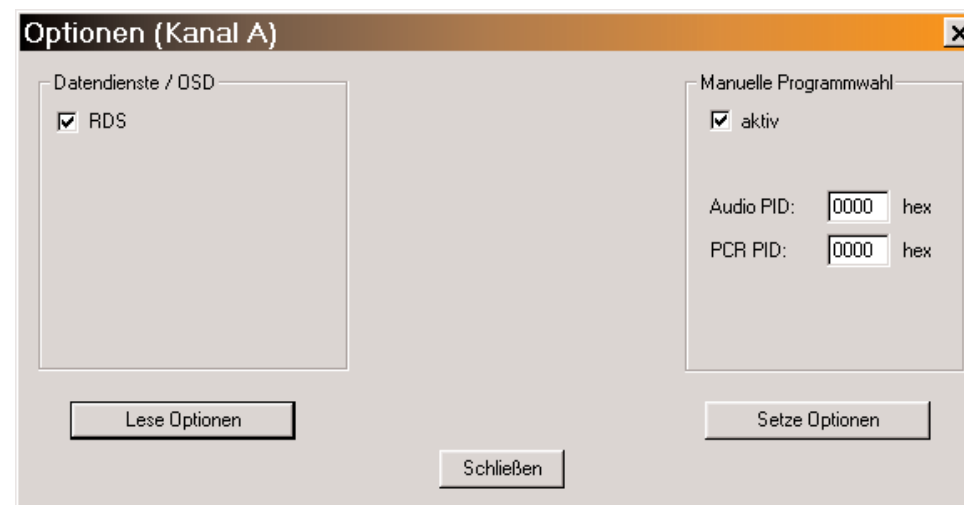 Optionen (Kanal A)
Datendienste / OSD
RDS
Manuelle Programmwahl
aktiv
Audio PID: 0000 hex
PCR PID: 0000 hex
Lese Optionen
Setze Optionen
Schließen